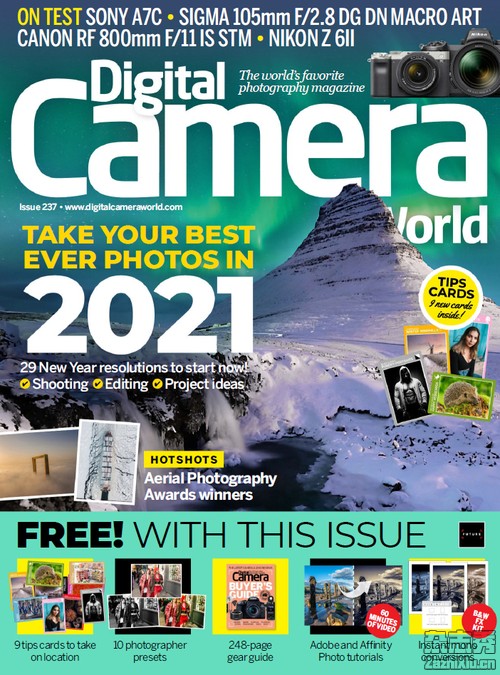 ON TEST SONY A7C • SIGMA 105mm F/2.8 DG DN MACRO ART
CANON RF 800mm F/11 IS STM • NIKON Z 6II
Digital
Camera
World
The world's favorite
photography magazine
Issue 237 • www.digitalcameraworld.com
TAKE YOUR BEST
EVER PHOTOS IN
2021
29 New Year resolutions to start now!
Shooting Editing Project ideas
TIPS
CARDS
9 new cards
inside!
HOTSHOTS
Aerial Photography
Awards winners
FREE! WITH THIS ISSUE
FUTURE
Camera
BUYER'S
GUIDE
60
MINUTES
OF VIDEO
B&W
FX
KIT
9 tips cards to take
on location
10 photographer
presets
248-page
gear guide
Adobe and Affinity
Photo tutorials
Instant mono
conversions
杂志秀
zazhixiu.cn